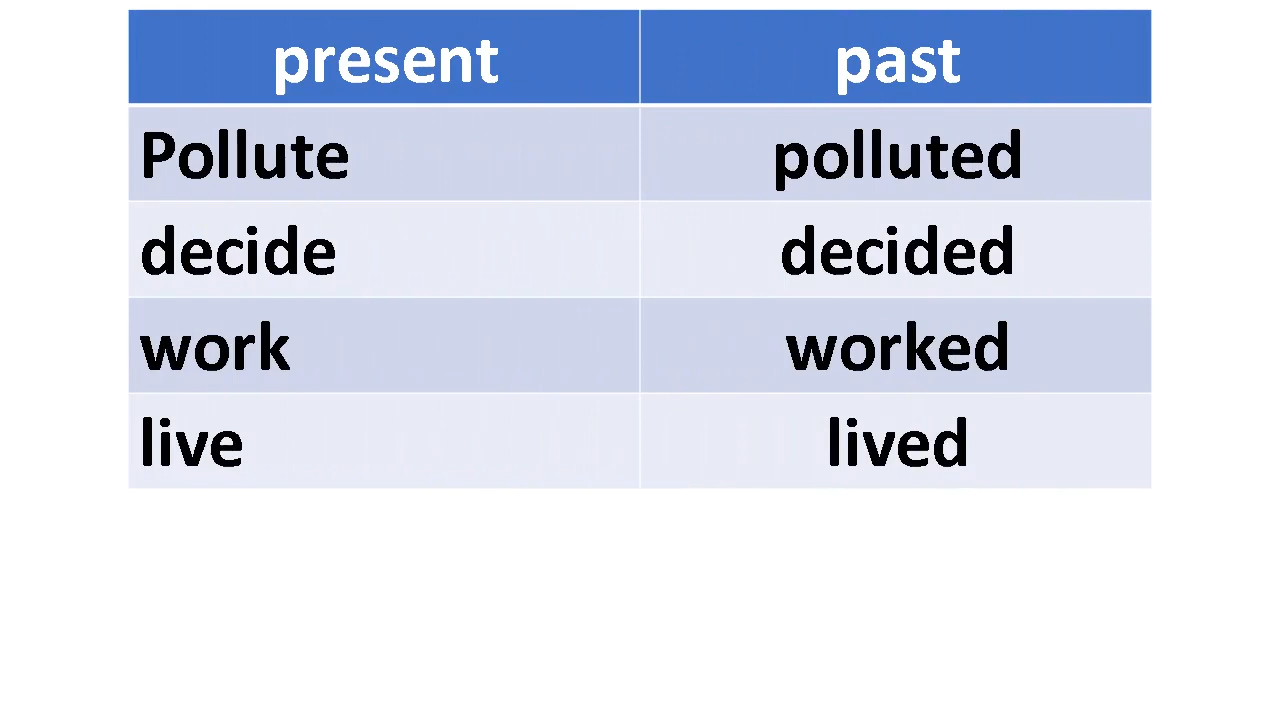 present past
Pollute polluted
decide decided
work worked
live lived